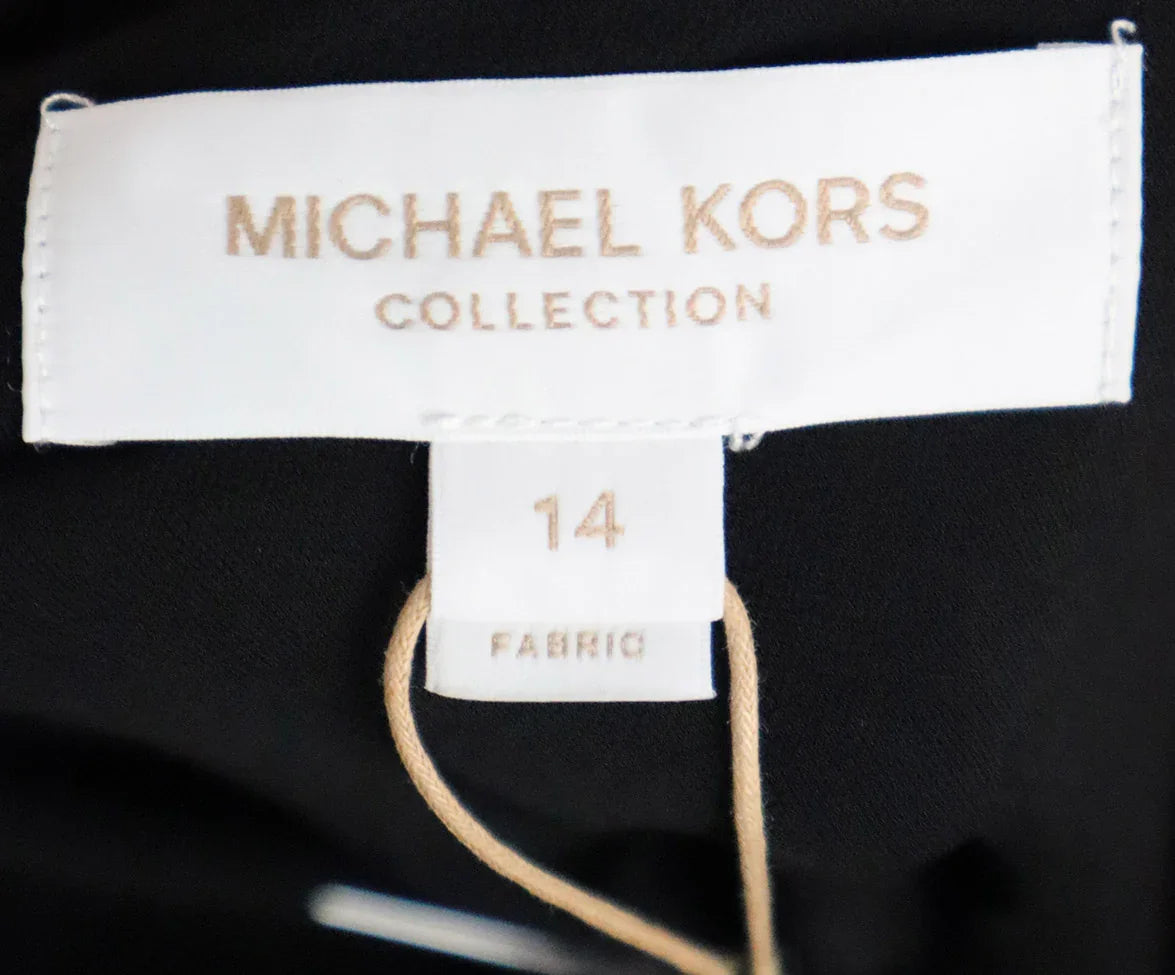 MICHAEL KORS
COLLECTION
14
FABRIC